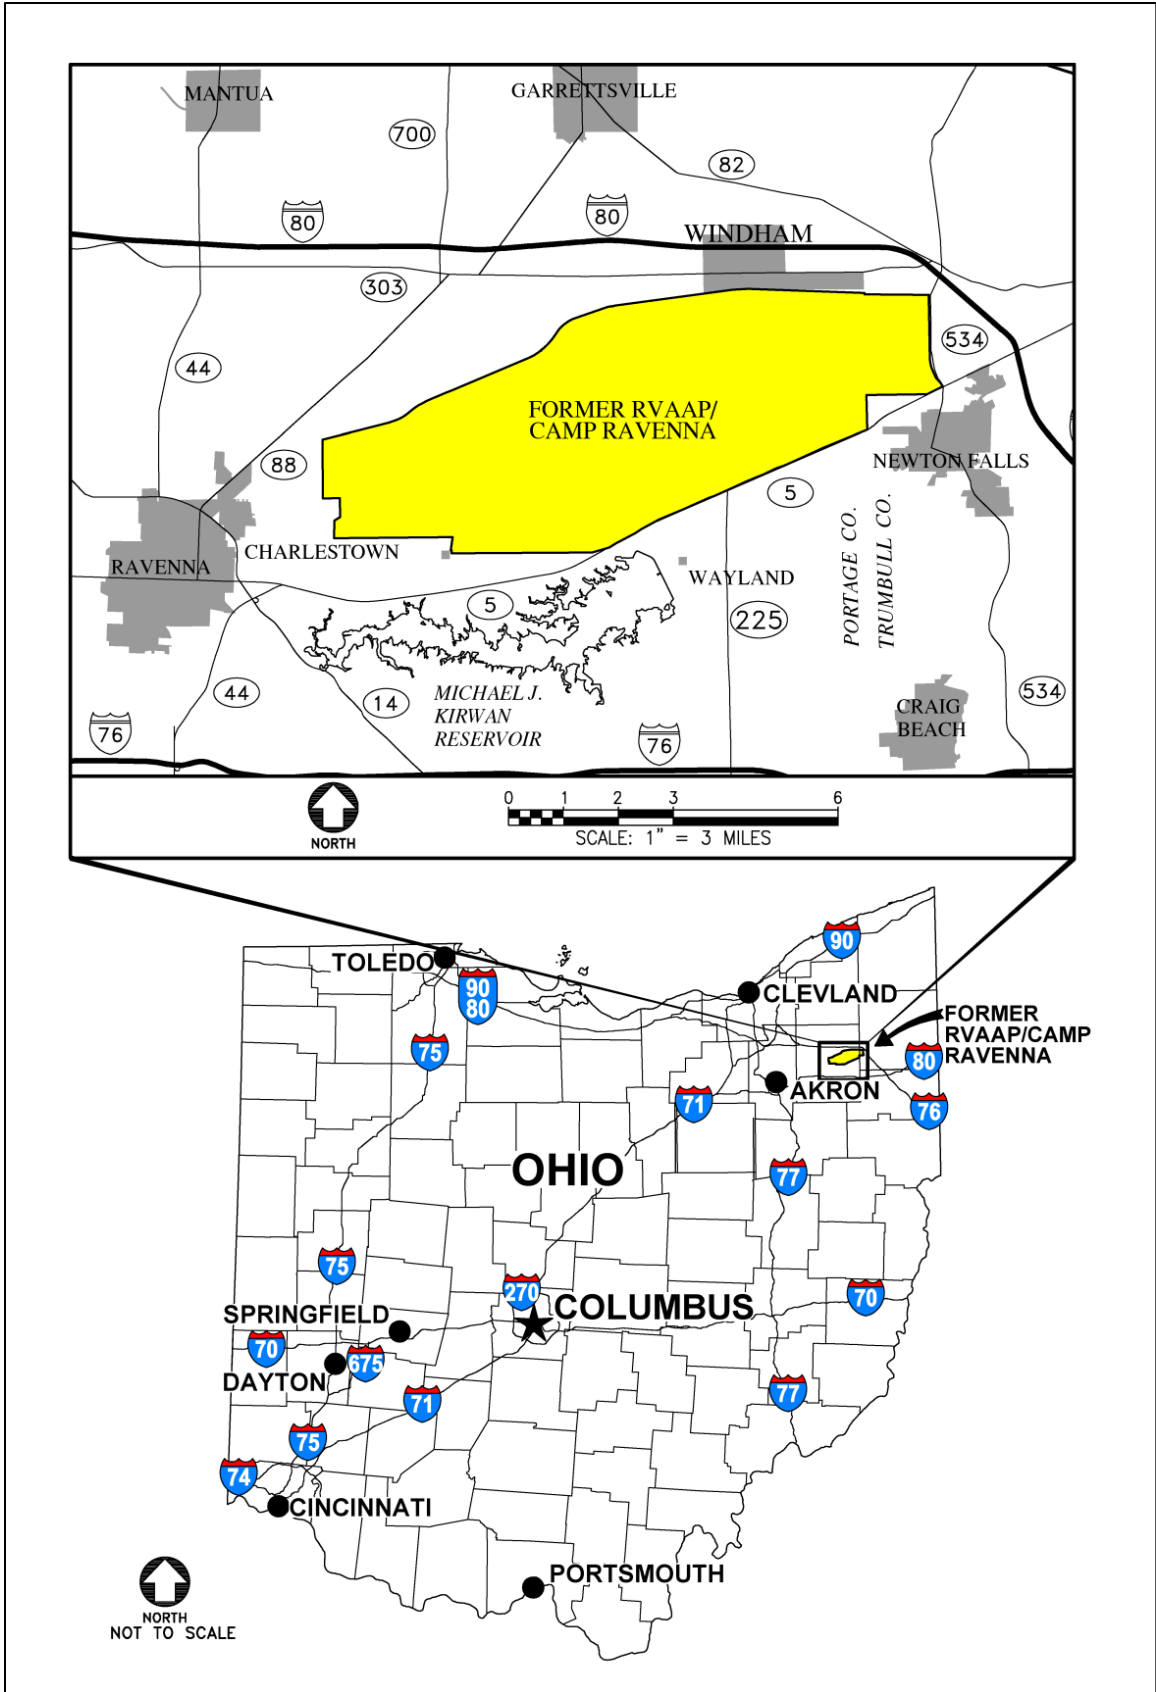 MANTUA
GARRETTSVILLE
700
82
80
80
WINDHAM
303
534
44
FORMER RVAAP/
CAMP RAVENNA
88
NEWTON FALLS
5
PORTAGE CO.
TRUMBULL CO.
CHARLESTOWN
RAVENNA
WAYLAND
5
225
44
14
MICHAEL J.
KIRWAN
RESERVOIR
534
CRAIG
BEACH
76
76
NORTH
0 1 2 3 6
SCALE: 1" = 3 MILES
90
TOLEDO
90
80
CLEVLAND
FORMER
RVAAP/CAMP
RAVENNA
75
80
AKRON
71
76
OHIO
77
75
270
70
COLUMBUS
SPRINGFIELD
70
675
DAYTON
71
77
75
74
CINCINNATI
PORTSMOUTH
NORTH
NOT TO SCALE